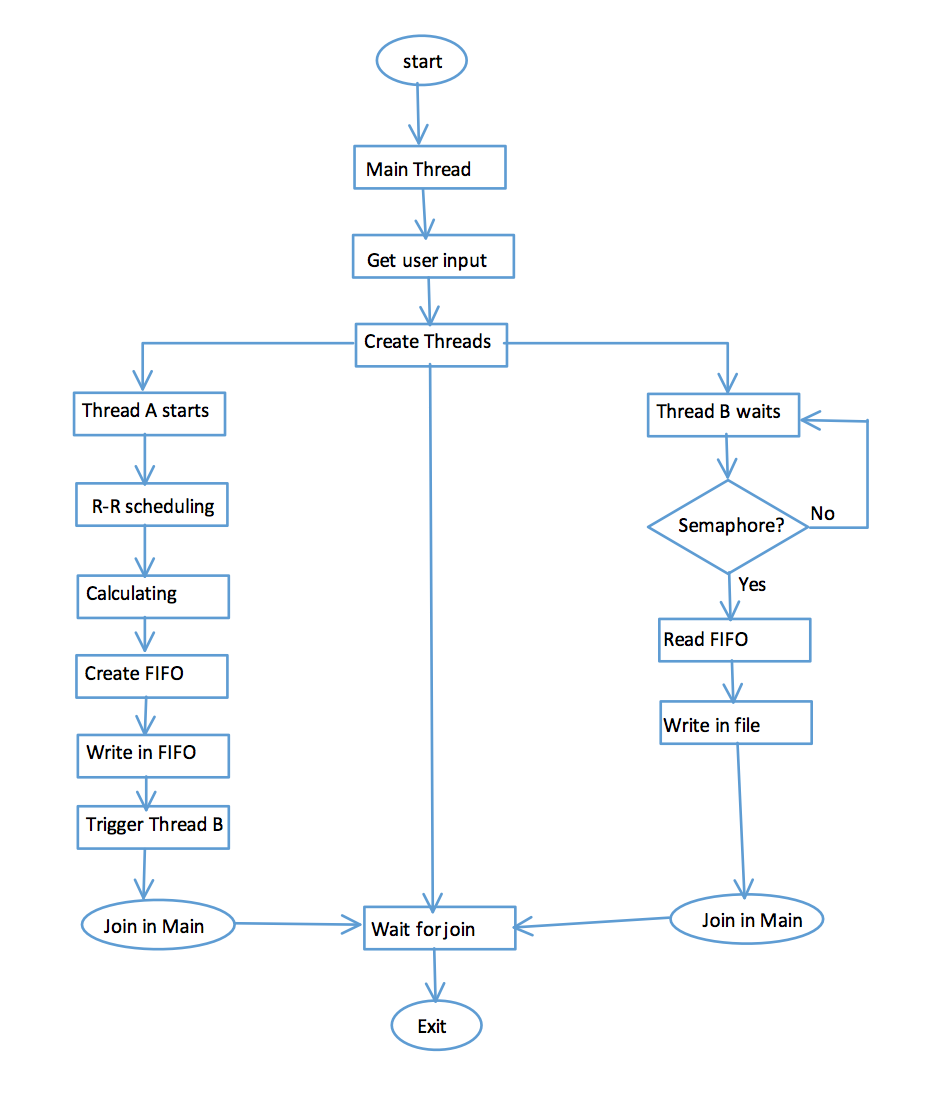 start
Main Thread
Get user input
Create Threads
Thread A starts
R-R scheduling
Calculating
Create FIFO
Write in FIFO
Trigger Thread B
Join in Main
Thread B waits
Semaphore?
No
Yes
Read FIFO
Write in file
Join in Main
Wait for join
Exit